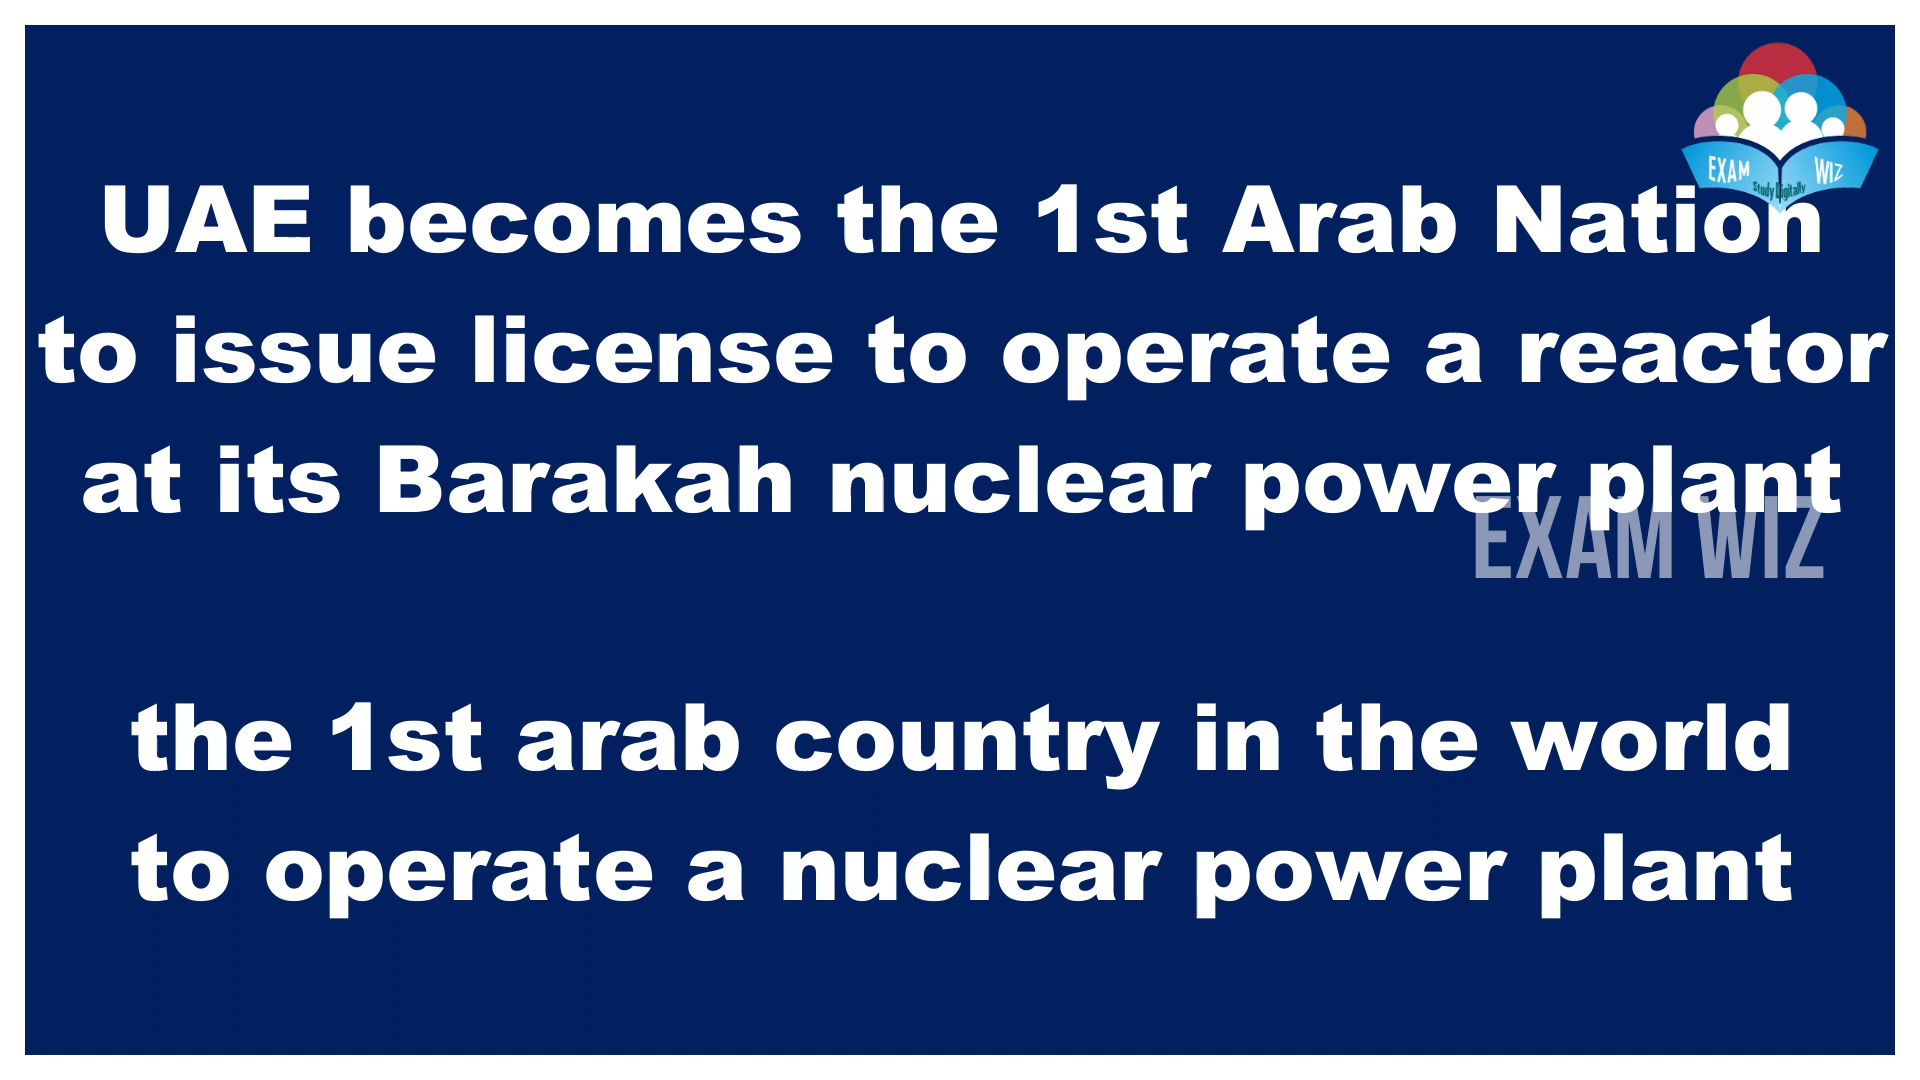 EXAM WIZ
Study Digitally
UAE becomes the 1st Arab Nation
to issue license to operate a reactor
at its Barakah nuclear power plant
EXAM WIZ
the 1st arab country in the world
to operate a nuclear power plant